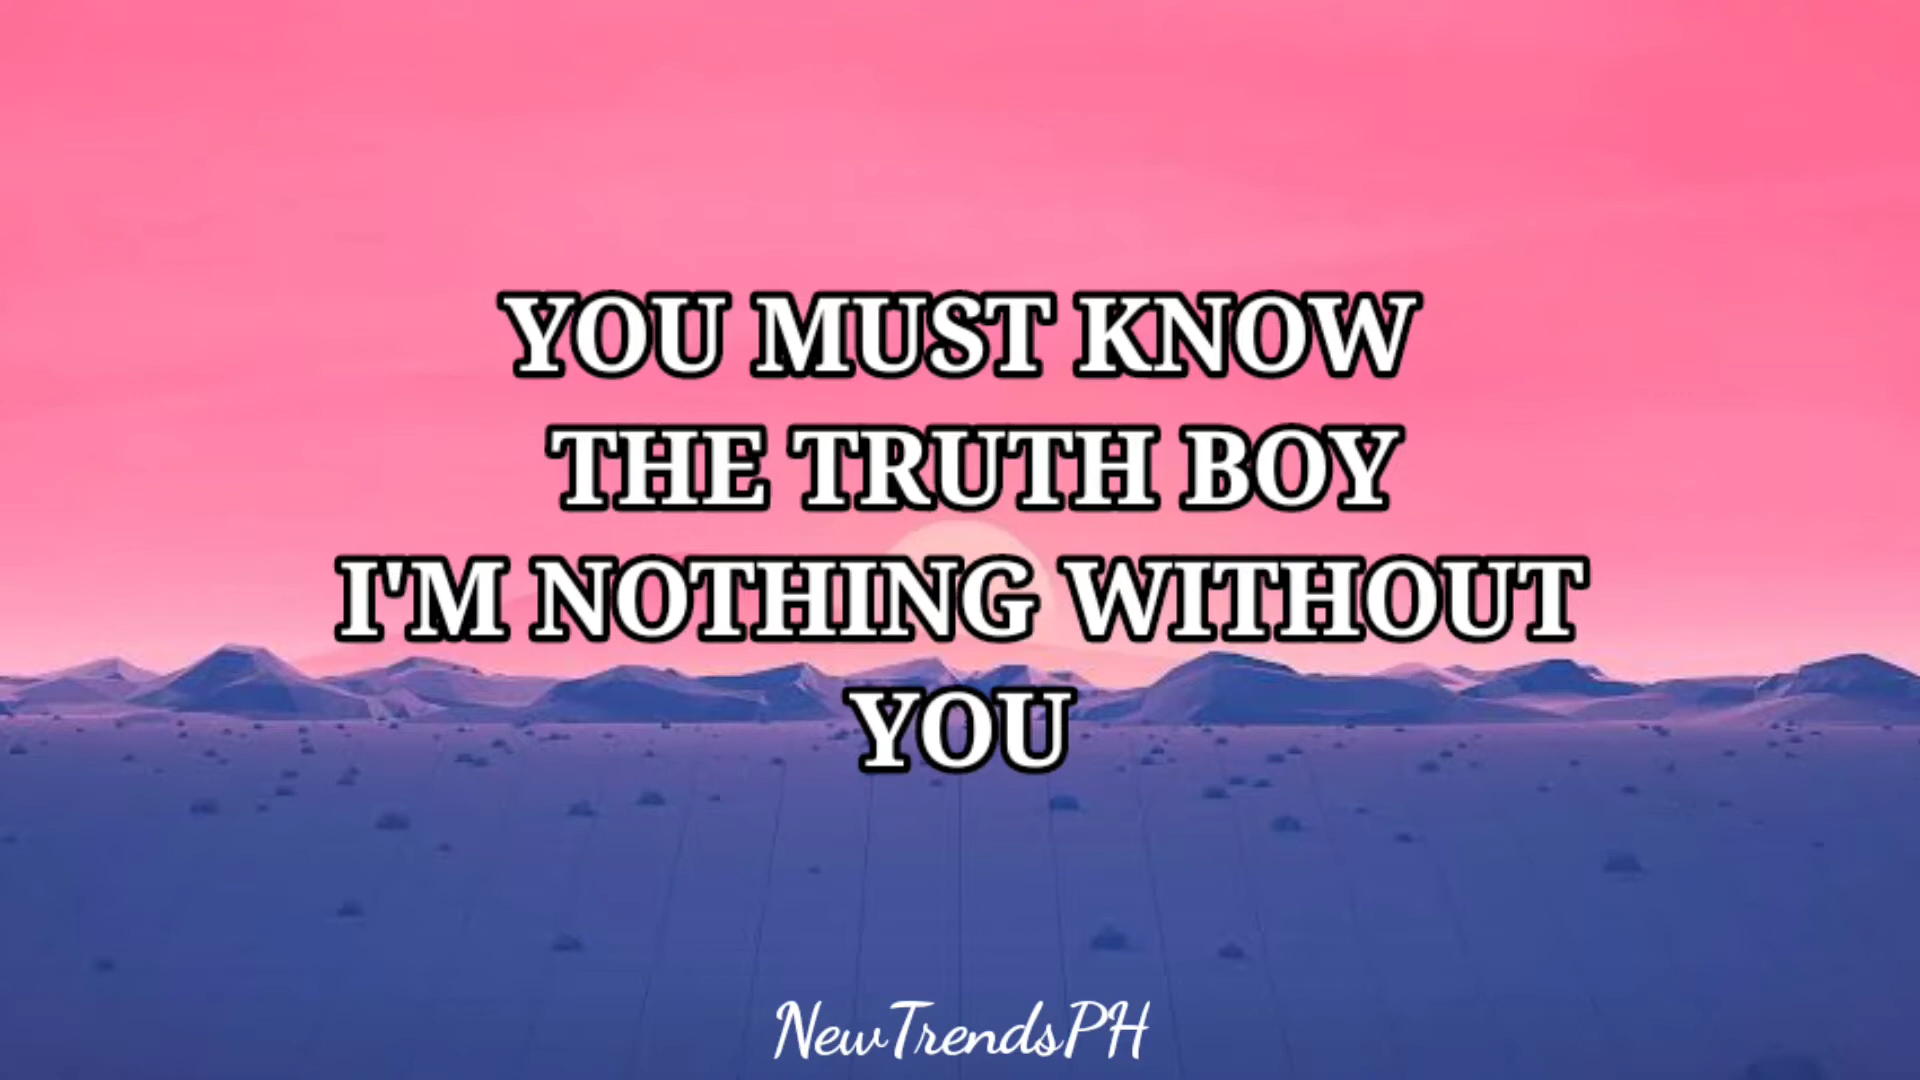 YOU MUST KNOW
THE TRUTH BOY
I'M NOTHING WITHOUT
YOU
NewTrendsPH